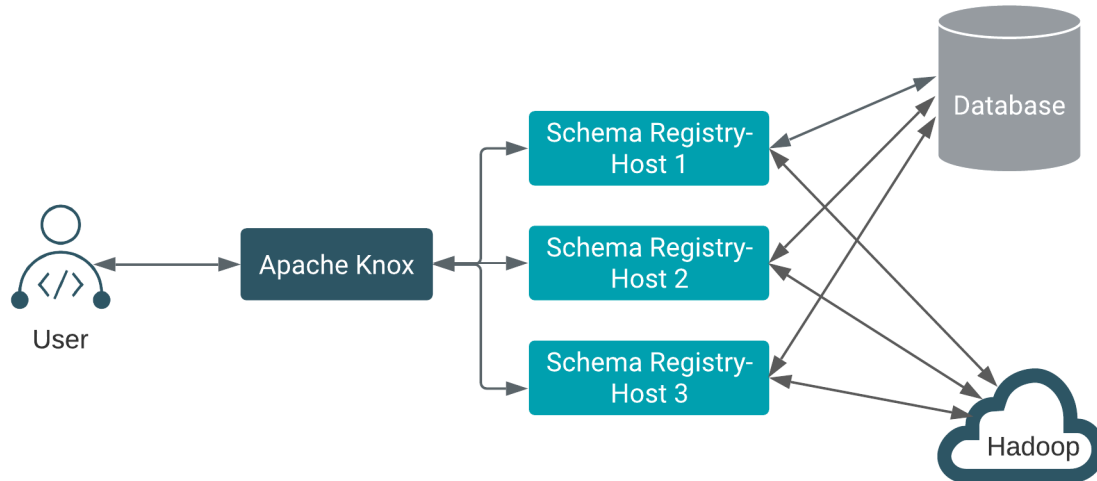 Schema Registry-
Host 1
Database
Apache Knox
Schema Registry-
Host 2
</>
User
Schema Registry-
Host 3
Hadoop